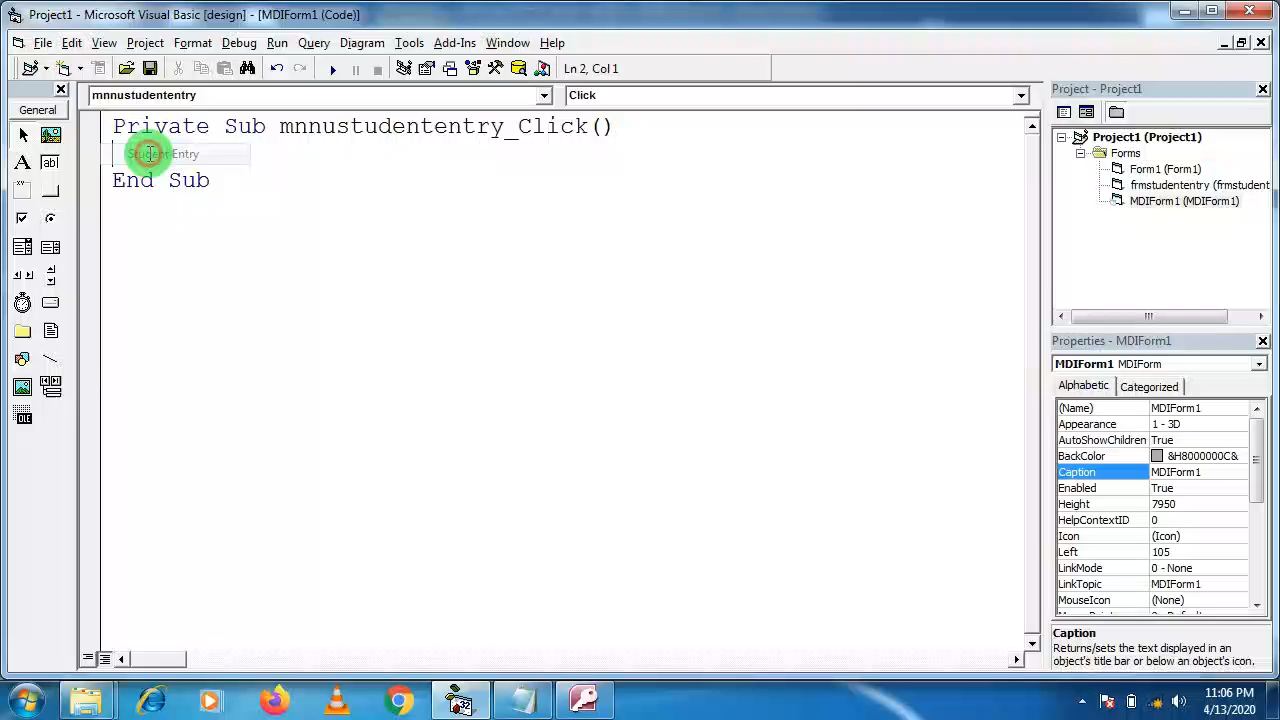 Project1 - Microsoft Visual Basic [design] - [MDIForm1 (Code)]
File Edit View Project Format Debug Run Query Diagram Tools Add-Ins Window Help
Ln 2, Col 1
General
mnnustudententry
Click
Private Sub mnnustudententry_Click()
Student Entry
End Sub
Project - Project1
Project1 (Project1)
Forms
Form1 (Form1)
frmstudententry (frmstudent
MDIForm1 (MDIForm1)
Properties - MDIForm1
MDIForm1 MDIForm
Alphabetic Categorized
(Name) MDIForm1
Appearance 1 - 3D
AutoShowChildren True
BackColor &H8000000C&
Caption MDIForm1
Enabled True
Height 7950
HelpContextID 0
Icon (Icon)
Left 105
LinkMode 0 - None
LinkTopic MDIForm1
MouseIcon (None)
Caption
Returns/sets the text displayed in an
object's title bar or below an object's icon.
11:06 PM
4/13/2020